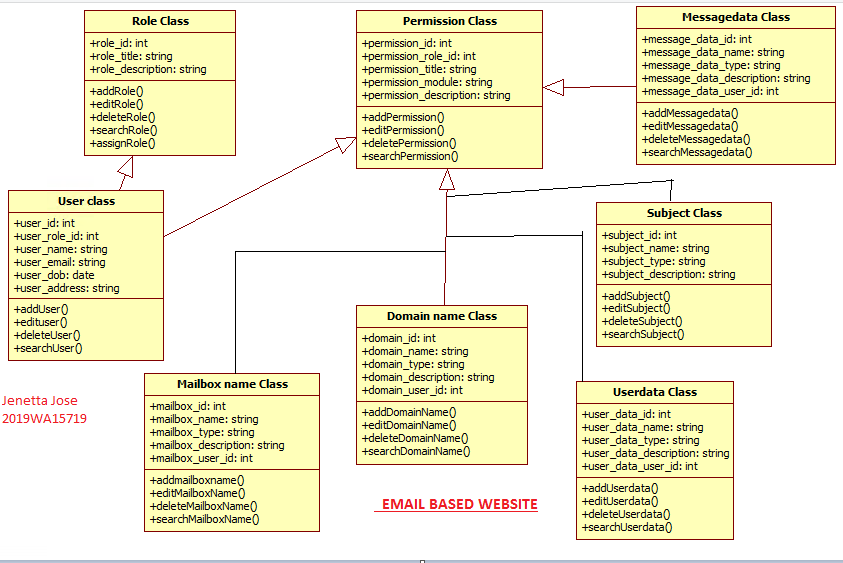 Role Class
+role_id: int
+role_title: string
+role_description: string
+addRole()
+editRole()
+deleteRole()
+searchRole()
+assignRole()
Permission Class
+permission_id: int
+permission_role_id: int
+permission_title: string
+permission_module: string
+permission_description: string
+addPermission()
+editPermission()
+deletePermission()
+searchPermission()
Messagedata Class
+message_data_id: int
+message_data_name: string
+message_data_type: string
+message_data_description: string
+message_data_user_id: int
+addMessagedata()
+editMessagedata()
+deleteMessagedata()
+searchMessagedata()
User class
+user_id: int
+user_role_id: int
+user_name: string
+user_email: string
+user_dob: date
+user_address: string
+addUser()
+edituser()
+deleteUser()
+searchUser()
Subject Class
+subject_id: int
+subject_name: string
+subject_type: string
+subject_description: string
+addSubject()
+editSubject()
+deleteSubject()
+searchSubject()
Domain name Class
+domain_id: int
+domain_name: string
+domain_type: string
+domain_description: string
+domain_user_id: int
+addDomainName()
+editDomainName()
+deleteDomainName()
+searchDomainName()
Mailbox name Class
+mailbox_id: int
+mailbox_name: string
+mailbox_type: string
+mailbox_description: string
+mailbox_user_id: int
+addmailboxname()
+editMailboxName()
+deleteMailboxName()
+searchMailboxName()
Userdata Class
+user_data_id: int
+user_data_name: string
+user_data_type: string
+user_data_description: string
+user_data_user_id: int
+addUserdata()
+editUserdata()
+deleteUserdata()
+searchUserdata()
Jenetta Jose
2019WA15719
EMAIL BASED WEBSITE